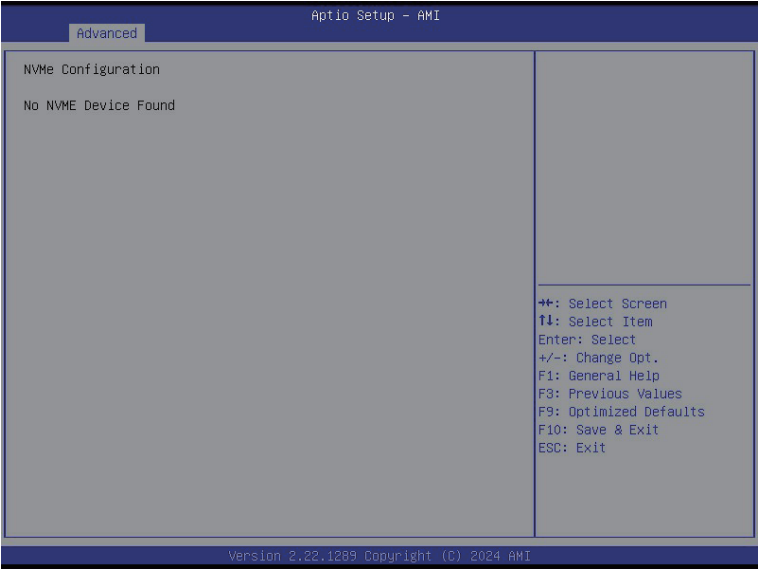 Aptio Setup – AMI
Advanced
NVMe Configuration
No NVME Device Found
→←: Select Screen
↑↓: Select Item
Enter: Select
+/-: Change Opt.
F1: General Help
F3: Previous Values
F9: Optimized Defaults
F10: Save & Exit
ESC: Exit
Version 2.22.1289 Copyright (C) 2024 AMI